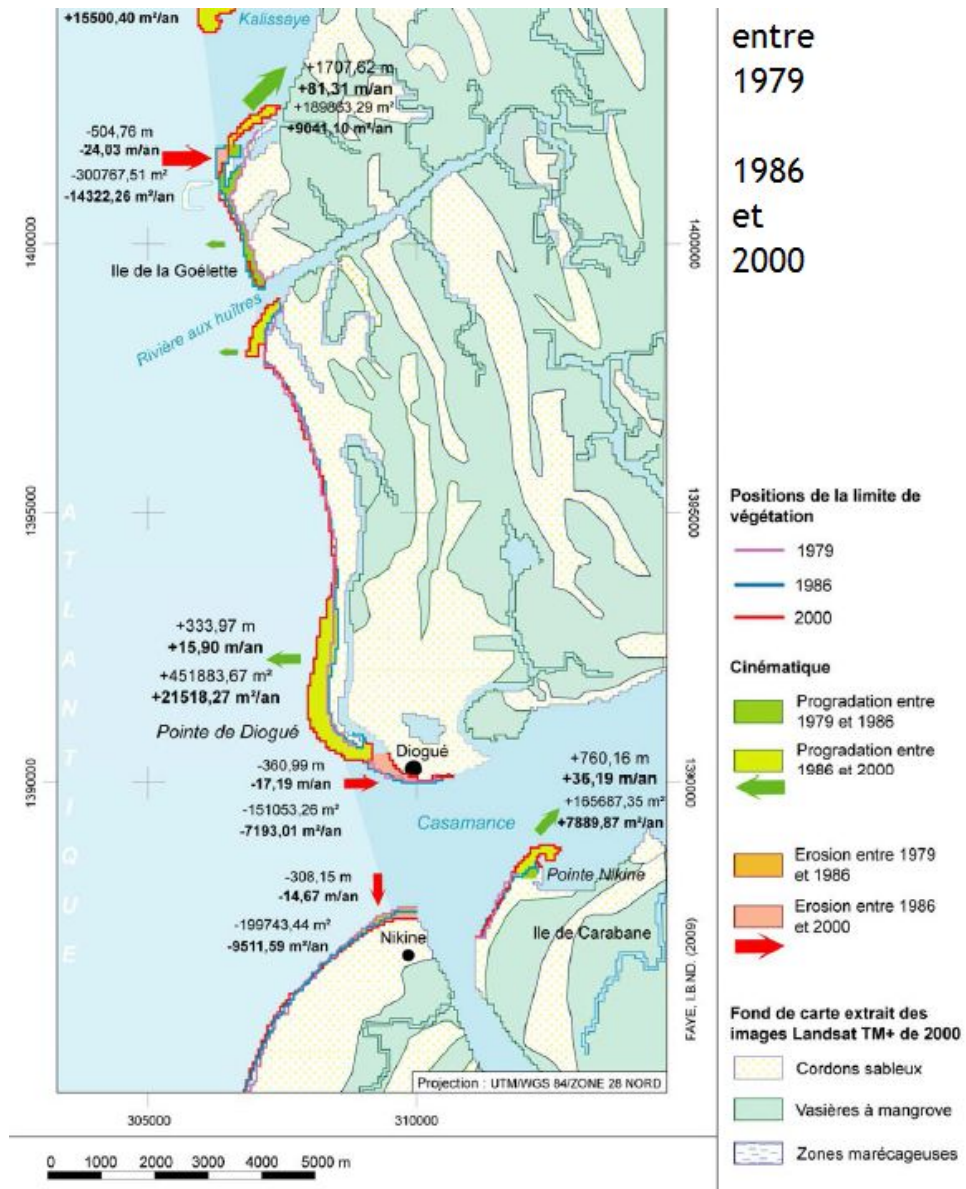 entre
1979
1986
et
2000
+15500,40 m²/an
Kalissaye
+1707,62 m
+81,31 m/an
+189863,29 m²
+9041,10 m²/an
-504,76 m
-24,03 m/an
-300767,51 m²
-14322,26 m²/an
1400000
1400000
Ile de la Goélette
Rivière aux huîtres
1395000
1395000
ATLANTIQUE
+333,97 m
+15,90 m/an
+451883,67 m²
+21518,27 m²/an
Pointe de Diogué
Diogué
-360,99 m
-17,19 m/an
-151053,26 m²
-7193,01 m²/an
1390000
1390000
+760,16 m
+36,19 m/an
+165687,35 m²
+7889,87 m²/an
Casamance
-308,15 m
-14,67 m/an
-199743,44 m²
-9511,59 m²/an
Pointe Nikine
Nikine
Ile de Carabane
FAYE, I.B.ND. (2009)
Projection : UTM/WGS 84/ZONE 28 NORD
305000
310000
0 1000 2000 3000 4000 5000 m
Positions de la limite de
végétation
1979
1986
2000
Cinématique
Progradation entre
1979 et 1986
Progradation entre
1986 et 2000
Erosion entre 1979
et 1986
Erosion entre 1986
et 2000
Fond de carte extrait des
images Landsat TM+ de 2000
Cordons sableux
Vasières à mangrove
Zones marécageuses